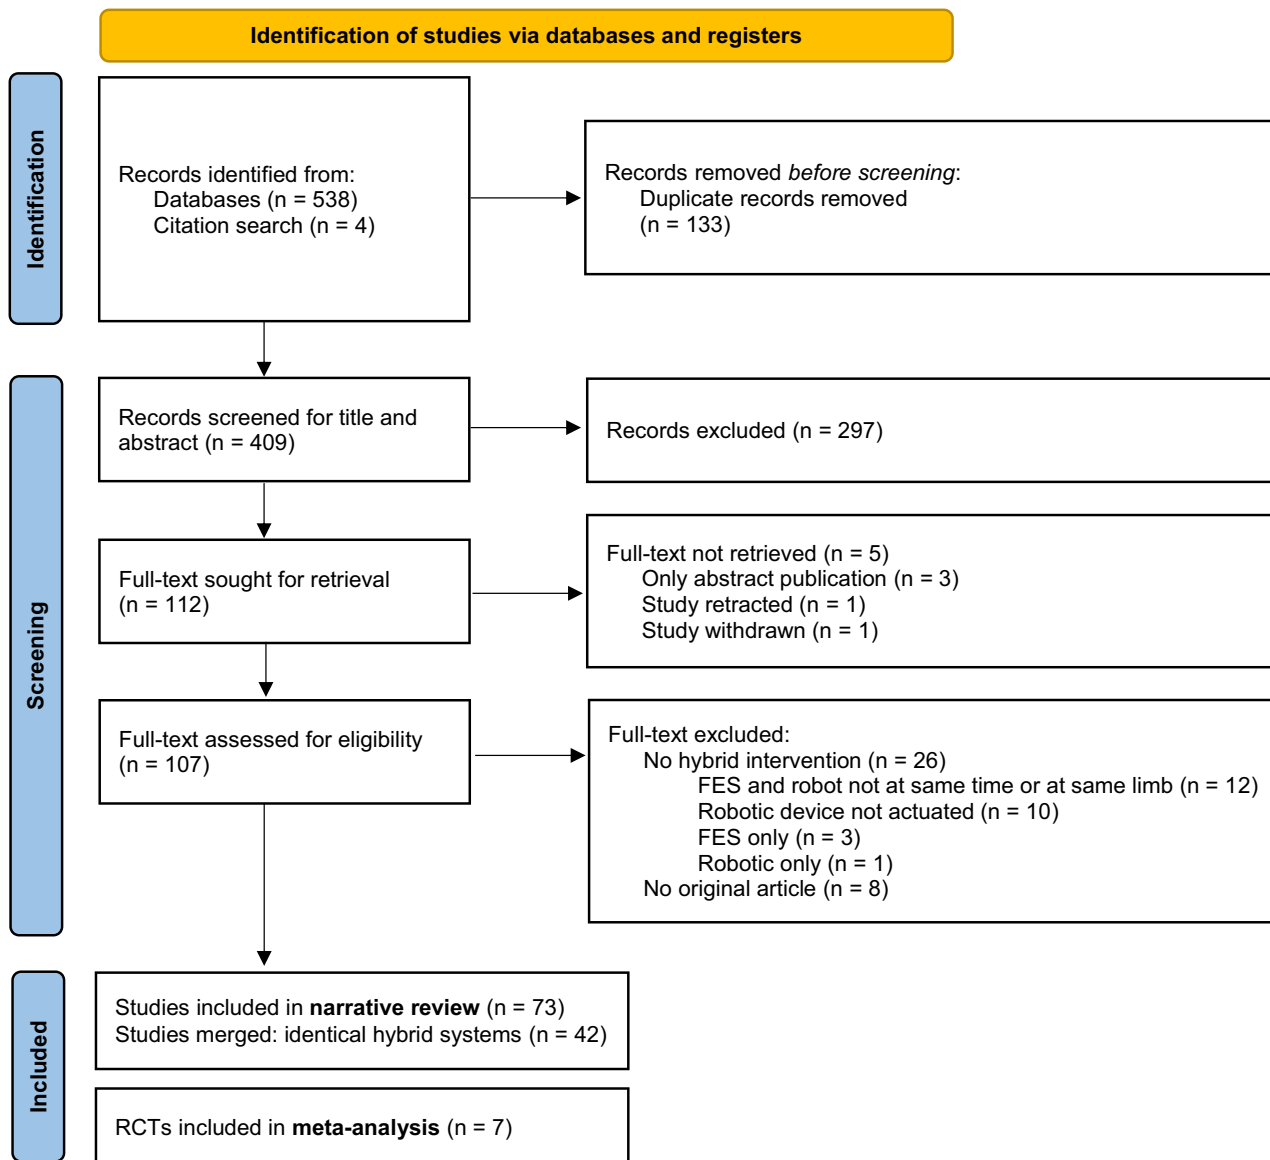 Identification of studies via databases and registers
Identification
Records identified from:
Databases (n = 538)
Citation search (n = 4)
Records removed before screening:
Duplicate records removed
(n = 133)
Screening
Records screened for title and
abstract (n = 409)
Records excluded (n = 297)
Full-text sought for retrieval
(n = 112)
Full-text not retrieved (n = 5)
Only abstract publication (n = 3)
Study retracted (n = 1)
Study withdrawn (n = 1)
Full-text assessed for eligibility
(n = 107)
Full-text excluded:
No hybrid intervention (n = 26)
FES and robot not at same time or at same limb (n = 12)
Robotic device not actuated (n = 10)
FES only (n = 3)
Robotic only (n = 1)
No original article (n = 8)
Included
Studies included in narrative review (n = 73)
Studies merged: identical hybrid systems (n = 42)
RCTs included in meta-analysis (n = 7)